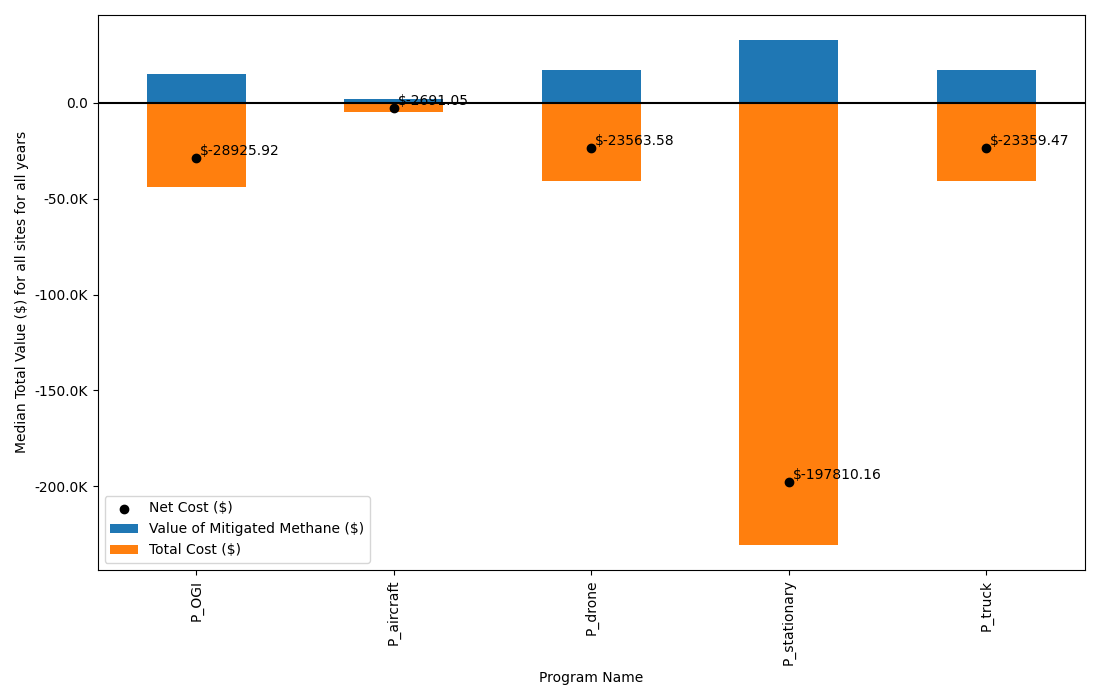 Median Total Value ($) for all sites for all years
0.0
-50.0K
-100.0K
-150.0K
-200.0K
$-28925.92
$-2691.05
$-23563.58
$-197810.16
$-23359.47
Net Cost ($)
Value of Mitigated Methane ($)
Total Cost ($)
P_OGI
P_aircraft
P_drone
P_stationary
P_truck
Program Name